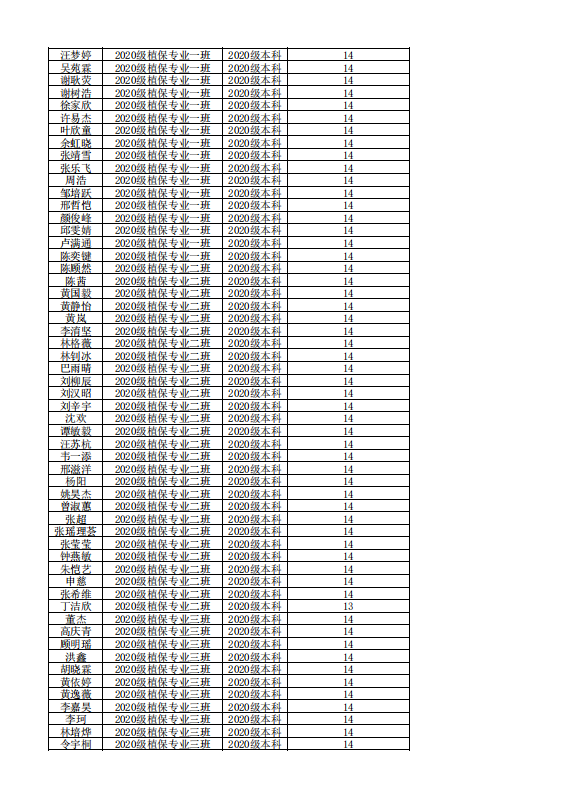 汪梦婷 2020级植保专业一班 2020级本科 14
吴苑霖 2020级植保专业一班 2020级本科 14
谢耿荧 2020级植保专业一班 2020级本科 14
谢树浩 2020级植保专业一班 2020级本科 14
徐家欣 2020级植保专业一班 2020级本科 14
许易杰 2020级植保专业一班 2020级本科 14
叶欣童 2020级植保专业一班 2020级本科 14
余虹晓 2020级植保专业一班 2020级本科 14
张靖雪 2020级植保专业一班 2020级本科 14
张乐飞 2020级植保专业一班 2020级本科 14
周浩 2020级植保专业一班 2020级本科 14
邹培跃 2020级植保专业一班 2020级本科 14
邢哲恺 2020级植保专业一班 2020级本科 14
颜俊峰 2020级植保专业一班 2020级本科 14
邱雯婧 2020级植保专业一班 2020级本科 14
卢满通 2020级植保专业一班 2020级本科 14
陈奕键 2020级植保专业一班 2020级本科 14
陈颐然 2020级植保专业二班 2020级本科 14
陈茜 2020级植保专业二班 2020级本科 14
黄国毅 2020级植保专业二班 2020级本科 14
黄静怡 2020级植保专业二班 2020级本科 14
黄岚 2020级植保专业二班 2020级本科 14
李清坚 2020级植保专业二班 2020级本科 14
林格薇 2020级植保专业二班 2020级本科 14
林钊冰 2020级植保专业二班 2020级本科 14
巴雨晴 2020级植保专业二班 2020级本科 14
刘柳辰 2020级植保专业二班 2020级本科 14
刘汉昭 2020级植保专业二班 2020级本科 14
刘辛宇 2020级植保专业二班 2020级本科 14
沈欢 2020级植保专业二班 2020级本科 14
谭敏毅 2020级植保专业二班 2020级本科 14
汪苏杭 2020级植保专业二班 2020级本科 14
韦一添 2020级植保专业二班 2020级本科 14
邢滋洋 2020级植保专业二班 2020级本科 14
杨阳 2020级植保专业二班 2020级本科 14
姚昊杰 2020级植保专业二班 2020级本科 14
曾淑蕙 2020级植保专业二班 2020级本科 14
张超 2020级植保专业二班 2020级本科 14
张瑶理荟 2020级植保专业二班 2020级本科 14
张莹莹 2020级植保专业二班 2020级本科 14
钟燕敏 2020级植保专业二班 2020级本科 14
朱恺艺 2020级植保专业二班 2020级本科 14
申慈 2020级植保专业二班 2020级本科 14
张希维 2020级植保专业二班 2020级本科 14
丁洁欣 2020级植保专业二班 2020级本科 13
董杰 2020级植保专业三班 2020级本科 14
高庆青 2020级植保专业三班 2020级本科 14
顾明瑶 2020级植保专业三班 2020级本科 14
洪鑫 2020级植保专业三班 2020级本科 14
胡晓霖 2020级植保专业三班 2020级本科 14
黄依婷 2020级植保专业三班 2020级本科 14
黄逸薇 2020级植保专业三班 2020级本科 14
李嘉昊 2020级植保专业三班 2020级本科 14
李珂 2020级植保专业三班 2020级本科 14
林培烨 2020级植保专业三班 2020级本科 14
令宇桐 2020级植保专业三班 2020级本科 14